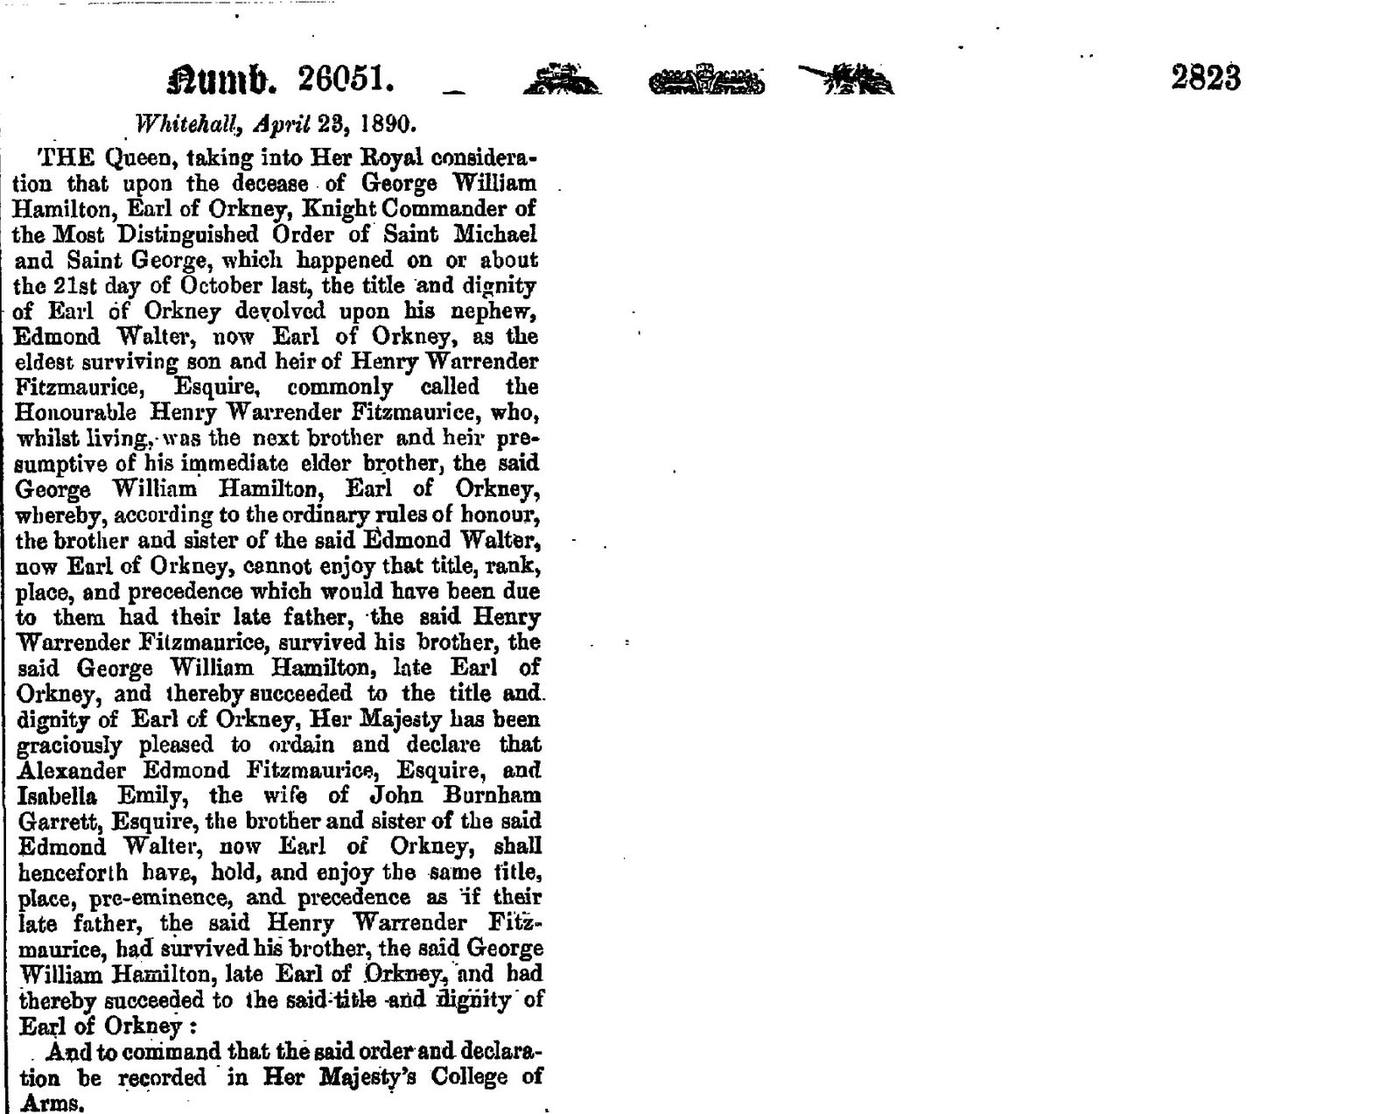 Numb. 26051.
2823
Whitehall, April 23, 1890.
THE Queen, taking into Her Royal considera-
tion that upon the decease of George William
Hamilton, Earl of Orkney, Knight Commander of
the Most Distinguished Order of Saint Michael
and Saint George, which happened on or about
the 21st day of October last, the title and dignity
of Earl of Orkney devolved upon his nephew,
Edmond Walter, now Earl of Orkney, as the
eldest surviving son and heir of Henry Warrender
Fitzmaurice, Esquire, commonly called the
Honourable Henry Warrender Fitzmaurice, who,
whilst living, was the next brother and heir pre-
sumptive of his immediate elder brother, the said
George William Hamilton, Earl of Orkney,
whereby, according to the ordinary rules of honour,
the brother and sister of the said Edmond Walter,
now Earl of Orkney, cannot enjoy that title, rank,
place, and precedence which would have been due
to them had their late father, the said Henry
Warrender Fitzmaurice, survived his brother, the
said George William Hamilton, late Earl of
Orkney, and thereby succeeded to the title and
dignity of Earl of Orkney, Her Majesty has been
graciously pleased to ordain and declare that
Alexander Edmond Fitzmaurice, Esquire, and
Isabella Emily, the wife of John Burnham
Garrett, Esquire, the brother and sister of the said
Edmond Walter, now Earl of Orkney, shall
henceforth have, hold, and enjoy the same title,
place, pre-eminence, and precedence as if their
late father, the said Henry Warrender Fitz-
maurice, had survived his brother, the said George
William Hamilton, late Earl of Orkney, and had
thereby succeeded to the said title and dignity of
Earl of Orkney :
And to command that the said order and declara-
tion be recorded in Her Majesty's College of
Arms.